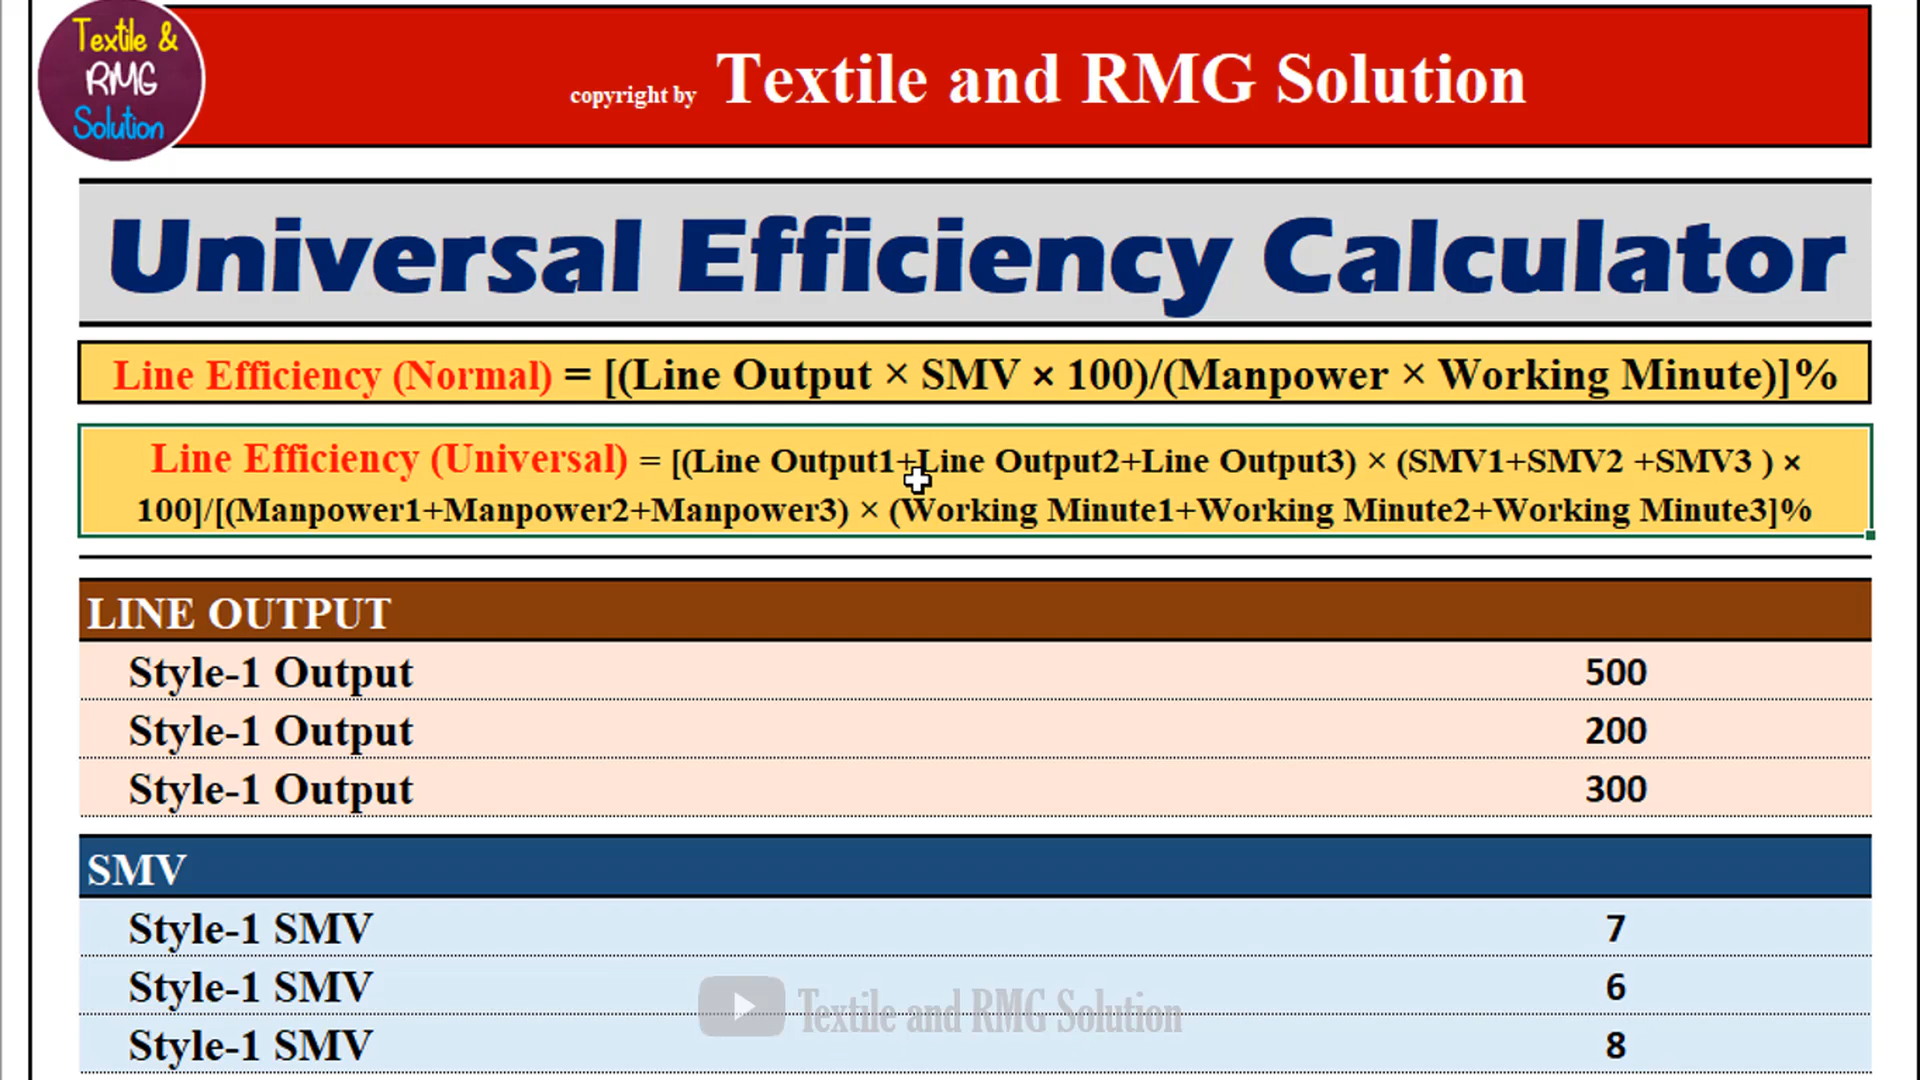 Textile &
RMG
Solution
copyright by Textile and RMG Solution
Universal Efficiency Calculator
Line Efficiency (Normal) = [(Line Output × SMV × 100)/(Manpower × Working Minute)]%
Line Efficiency (Universal) = [(Line Output1+Line Output2+Line Output3) × (SMV1+SMV2 +SMV3 ) ×
100]/[(Manpower1+Manpower2+Manpower3) × (Working Minute1+Working Minute2+Working Minute3]%
LINE OUTPUT
Style-1 Output 500
Style-1 Output 200
Style-1 Output 300
SMV
Style-1 SMV 7
Style-1 SMV 6
Style-1 SMV 8
Textile and RMG Solution